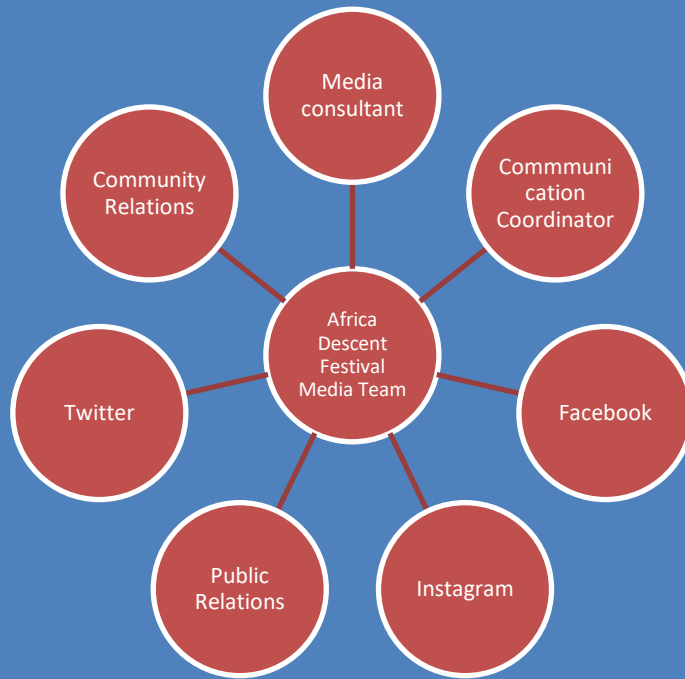 Media
consultant
Commmuni
cation
Coordinator
Facebook
Instagram
Public
Relations
Twitter
Community
Relations
Africa
Descent
Festival
Media Team